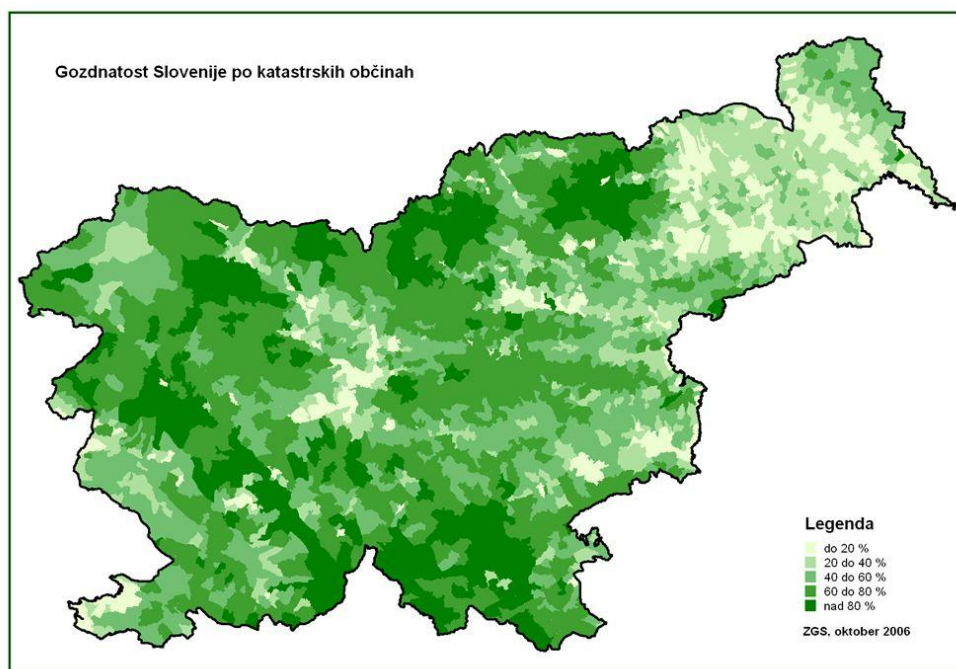 Gozdnatost Slovenije po katastrskih občinah
Legenda
do 20 %
20 do 40 %
40 do 60 %
60 do 80 %
nad 80 %
ZGS, oktober 2006